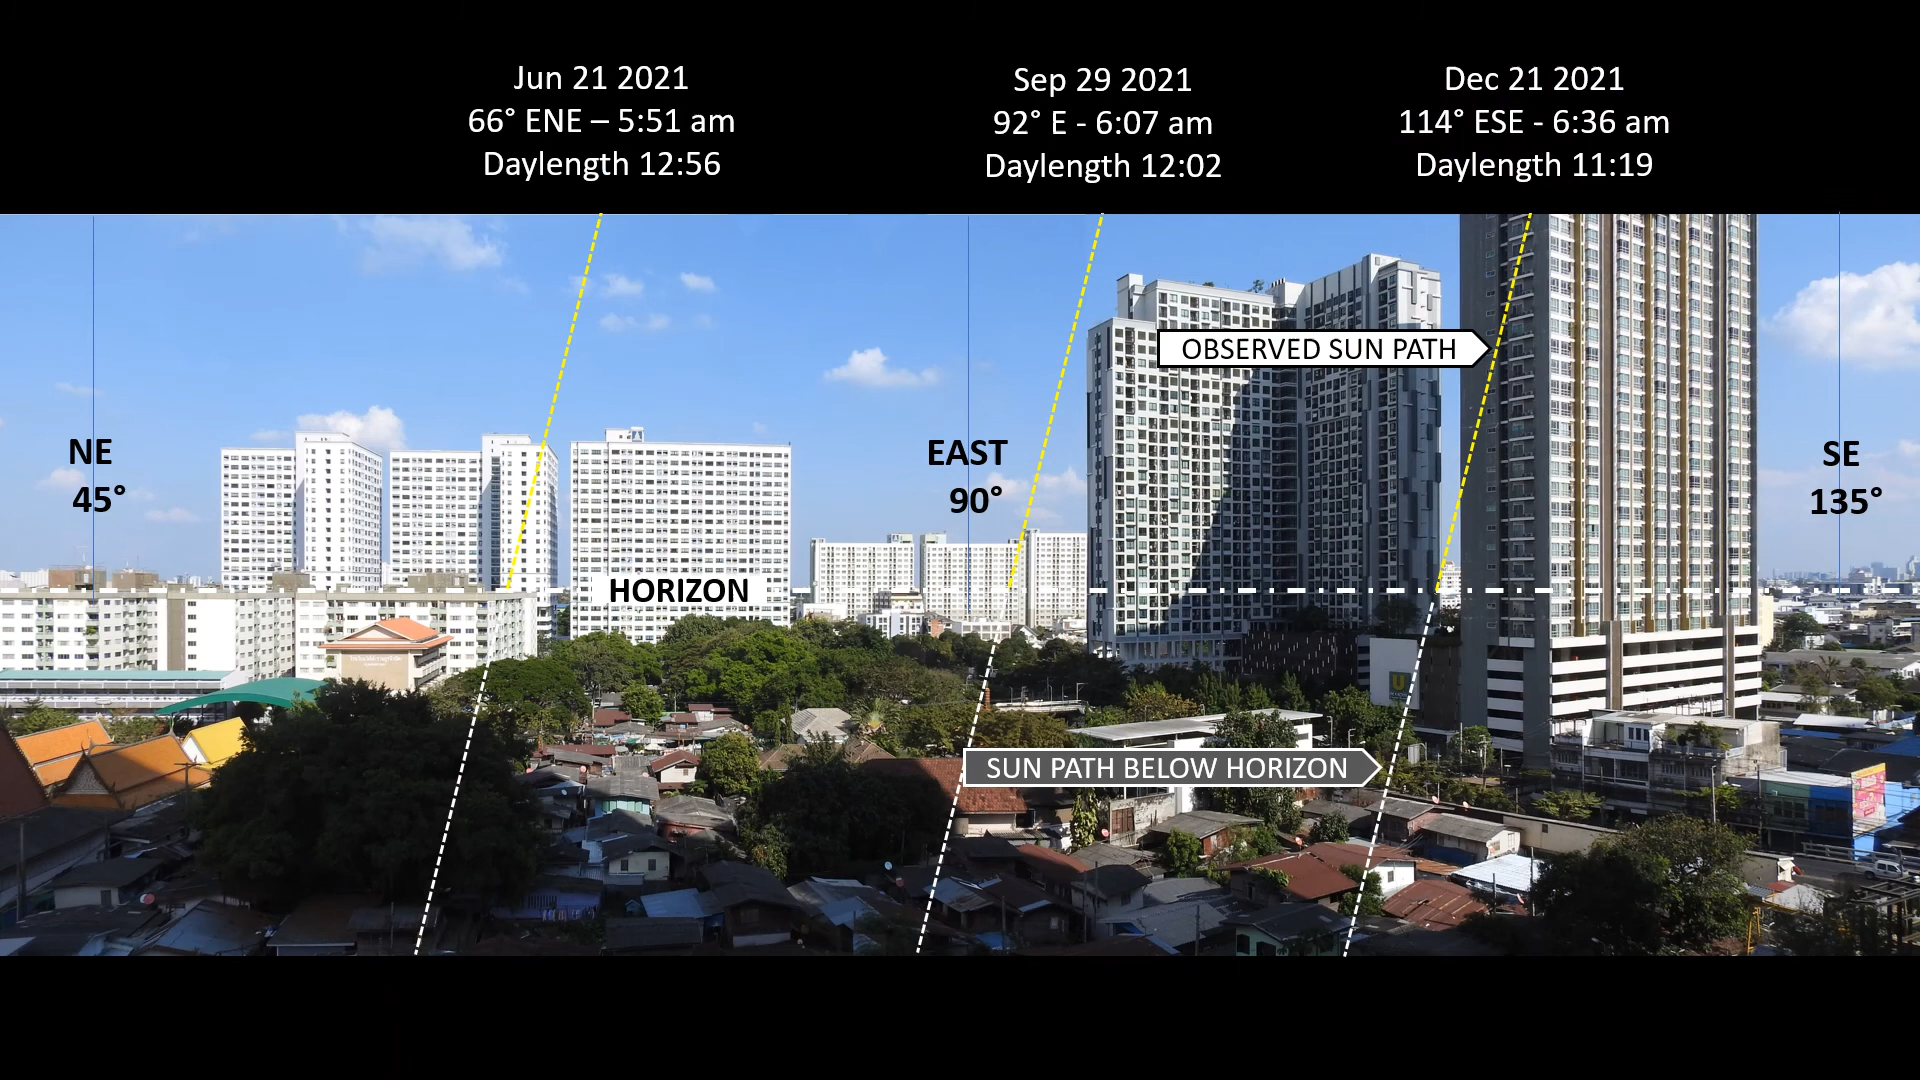 Jun 21 2021
66° ENE – 5:51 am
Daylength 12:56
Sep 29 2021
92° E - 6:07 am
Daylength 12:02
Dec 21 2021
114° ESE - 6:36 am
Daylength 11:19
OBSERVED SUN PATH
NE
45°
EAST
90°
SE
135°
HORIZON
U
SUN PATH BELOW HORIZON